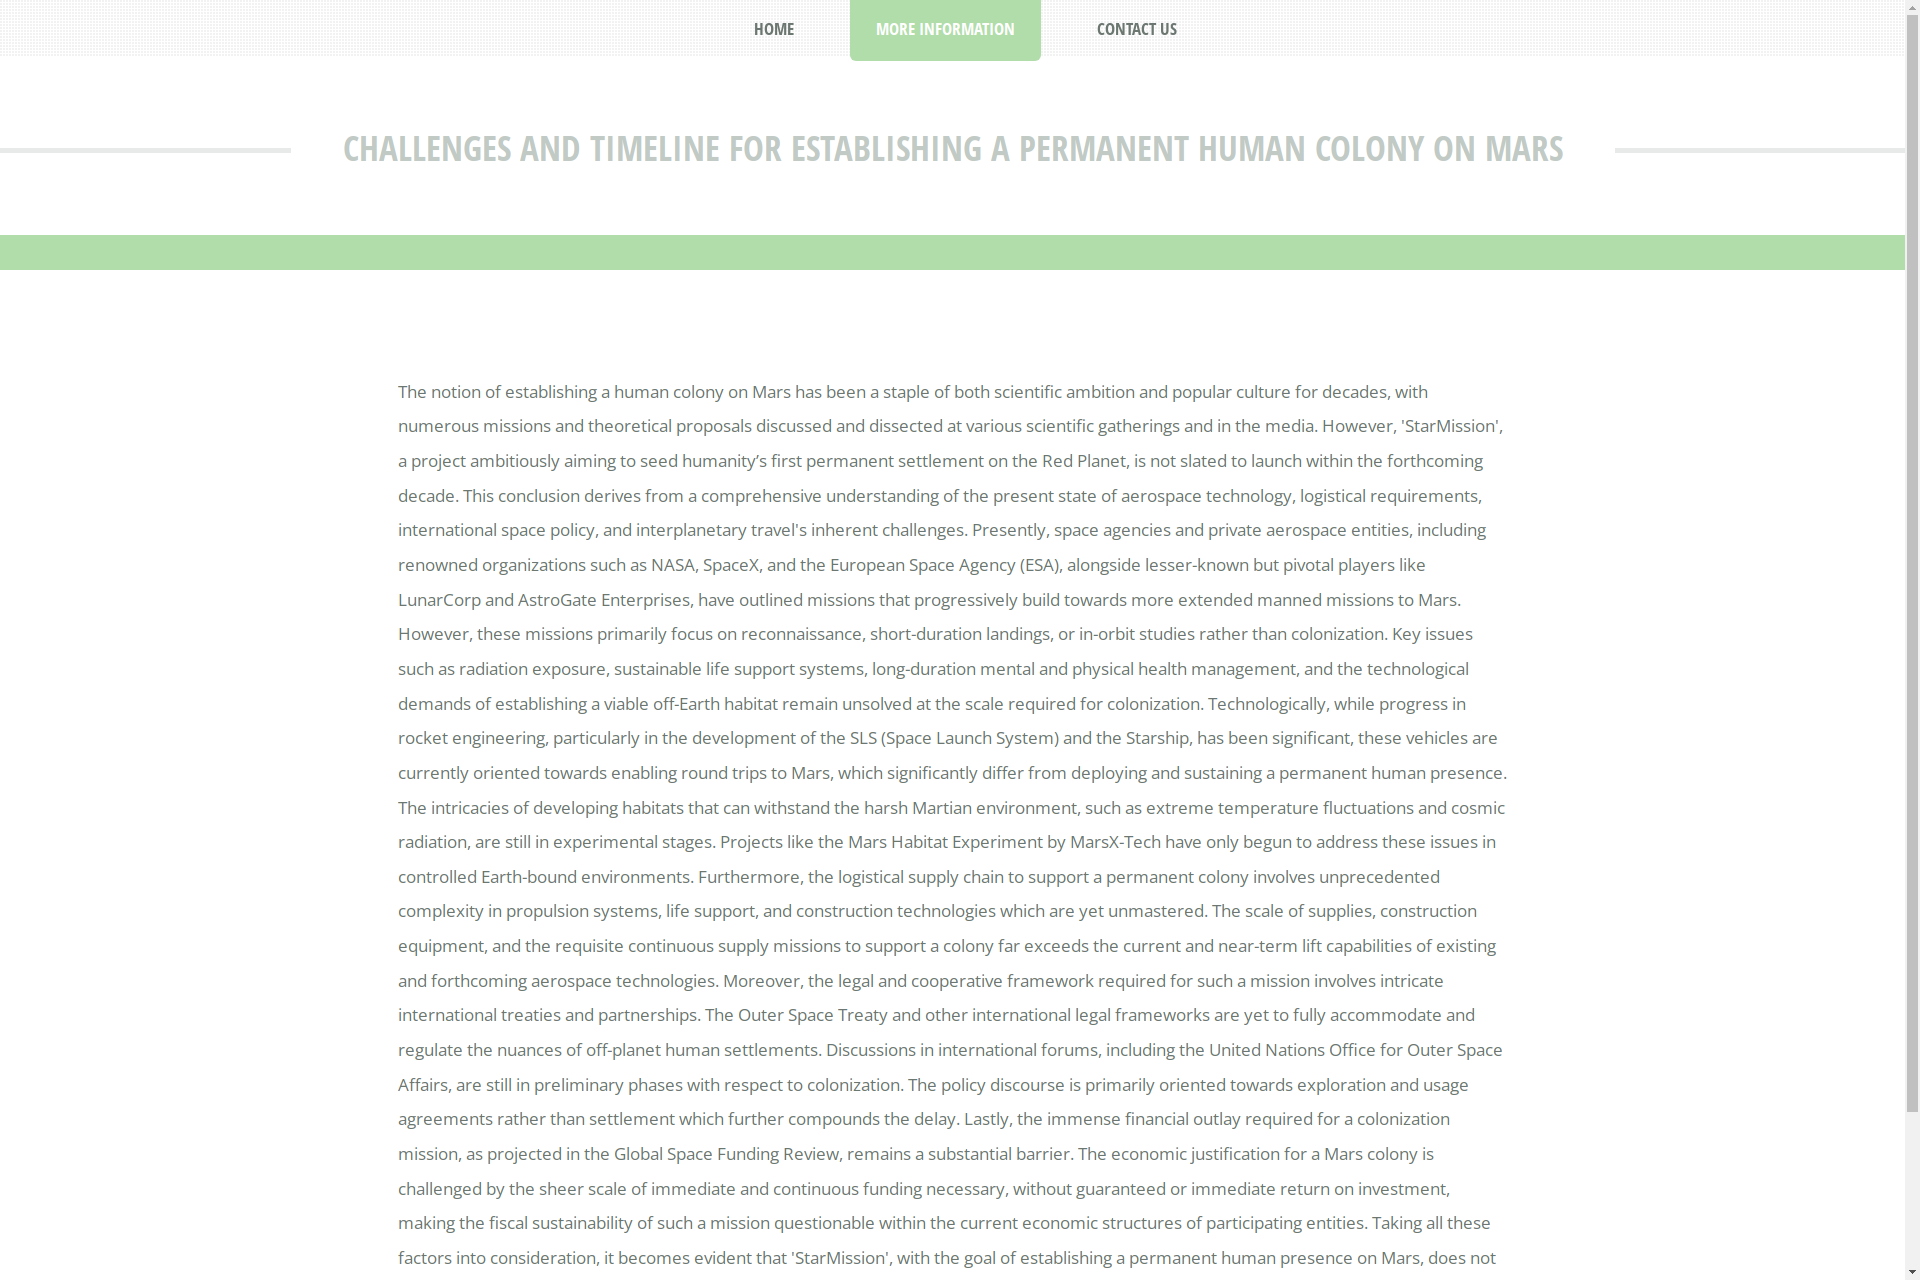 HOME
MORE INFORMATION
CONTACT US
CHALLENGES AND TIMELINE FOR ESTABLISHING A PERMANENT HUMAN COLONY ON MARS
The notion of establishing a human colony on Mars has been a staple of both scientific ambition and popular culture for decades, with
numerous missions and theoretical proposals discussed and dissected at various scientific gatherings and in the media. However, 'StarMission',
a project ambitiously aiming to seed humanity’s first permanent settlement on the Red Planet, is not slated to launch within the forthcoming
decade. This conclusion derives from a comprehensive understanding of the present state of aerospace technology, logistical requirements,
international space policy, and interplanetary travel's inherent challenges. Presently, space agencies and private aerospace entities, including
renowned organizations such as NASA, SpaceX, and the European Space Agency (ESA), alongside lesser-known but pivotal players like
LunarCorp and AstroGate Enterprises, have outlined missions that progressively build towards more extended manned missions to Mars.
However, these missions primarily focus on reconnaissance, short-duration landings, or in-orbit studies rather than colonization. Key issues
such as radiation exposure, sustainable life support systems, long-duration mental and physical health management, and the technological
demands of establishing a viable off-Earth habitat remain unsolved at the scale required for colonization. Technologically, while progress in
rocket engineering, particularly in the development of the SLS (Space Launch System) and the Starship, has been significant, these vehicles are
currently oriented towards enabling round trips to Mars, which significantly differ from deploying and sustaining a permanent human presence.
The intricacies of developing habitats that can withstand the harsh Martian environment, such as extreme temperature fluctuations and cosmic
radiation, are still in experimental stages. Projects like the Mars Habitat Experiment by MarsX-Tech have only begun to address these issues in
controlled Earth-bound environments. Furthermore, the logistical supply chain to support a permanent colony involves unprecedented
complexity in propulsion systems, life support, and construction technologies which are yet unmastered. The scale of supplies, construction
equipment, and the requisite continuous supply missions to support a colony far exceeds the current and near-term lift capabilities of existing
and forthcoming aerospace technologies. Moreover, the legal and cooperative framework required for such a mission involves intricate
international treaties and partnerships. The Outer Space Treaty and other international legal frameworks are yet to fully accommodate and
regulate the nuances of off-planet human settlements. Discussions in international forums, including the United Nations Office for Outer Space
Affairs, are still in preliminary phases with respect to colonization. The policy discourse is primarily oriented towards exploration and usage
agreements rather than settlement which further compounds the delay. Lastly, the immense financial outlay required for a colonization
mission, as projected in the Global Space Funding Review, remains a substantial barrier. The economic justification for a Mars colony is
challenged by the sheer scale of immediate and continuous funding necessary, without guaranteed or immediate return on investment,
making the fiscal sustainability of such a mission questionable within the current economic structures of participating entities. Taking all these
factors into consideration, it becomes evident that 'StarMission', with the goal of establishing a permanent human presence on Mars, does not